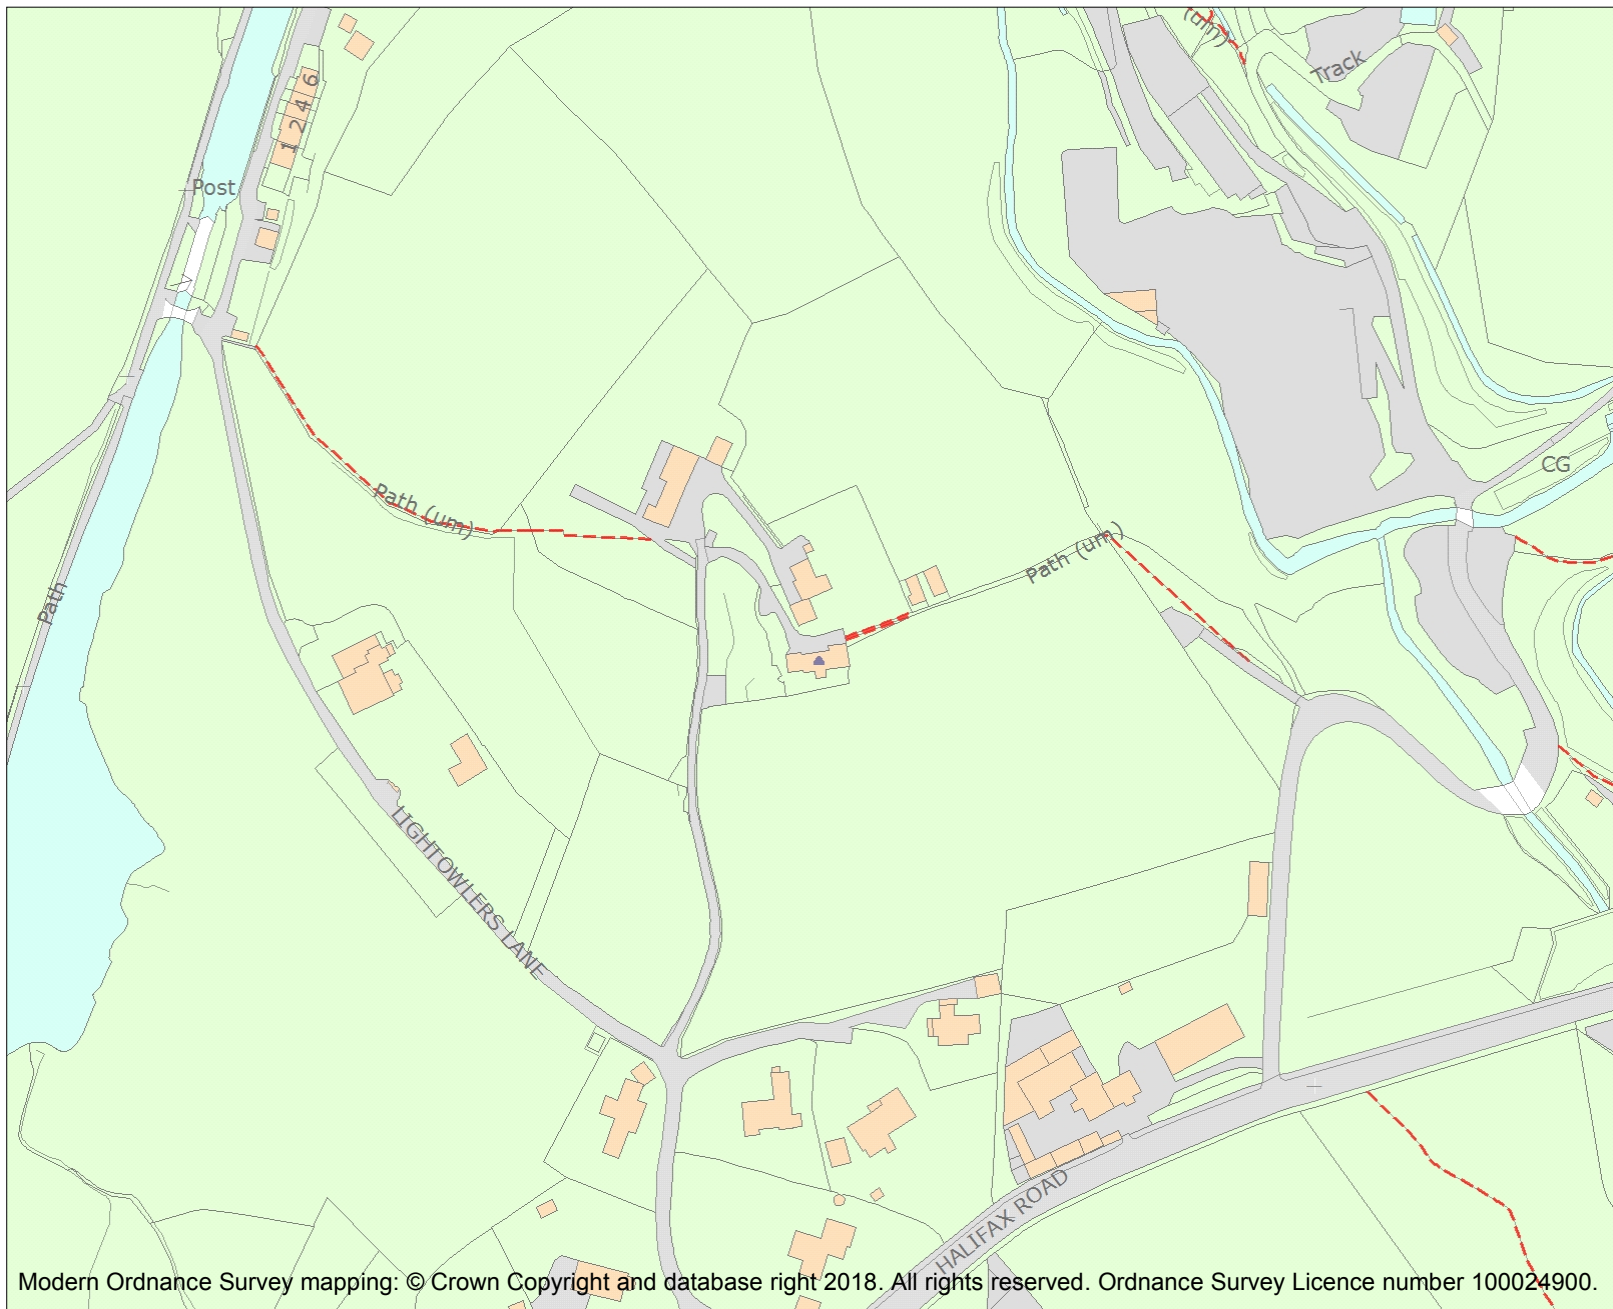 (um)
Track
6
4
2
1
Post
CG
Path (um)
Path (um)
Path
LIGHTOWLERS LANE
HALIFAX ROAD
Modern Ordnance Survey mapping: © Crown Copyright and database right 2018. All rights reserved. Ordnance Survey Licence number 100024900.